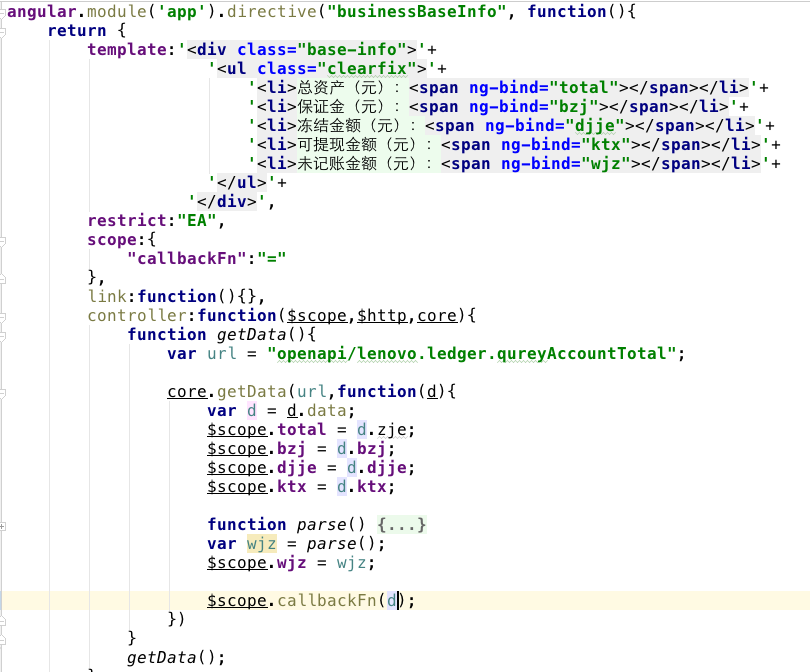 angular.module('app').directive("businessBaseInfo", function(){
return {
template:'<div class="base-info">'+
'<ul class="clearfix">'+
'<li>总资产（元）：<span ng-bind="total"></span></li>'+
'<li>保证金（元）：<span ng-bind="bzj"></span></li>'+
'<li>冻结金额（元）：<span ng-bind="djje"></span></li>'+
'<li>可提现金额（元）：<span ng-bind="ktx"></span></li>'+
'<li>未记账金额（元）：<span ng-bind="wjz"></span></li>'+
'</ul>'+
'</div>',
restrict:"EA",
scope:{
"callbackFn":"="
},
link:function(){},
controller:function($scope,$http,core){
function getData(){
var url = "openapi/lenovo.ledger.qureyAccountTotal";
core.getData(url,function(d){
var d = d.data;
$scope.total = d.zje;
$scope.bzj = d.bzj;
$scope.djje = d.djje;
$scope.ktx = d.ktx;
function parse() {...}
var wjz = parse();
$scope.wjz = wjz;
$scope.callbackFn(d);
})
}
getData();